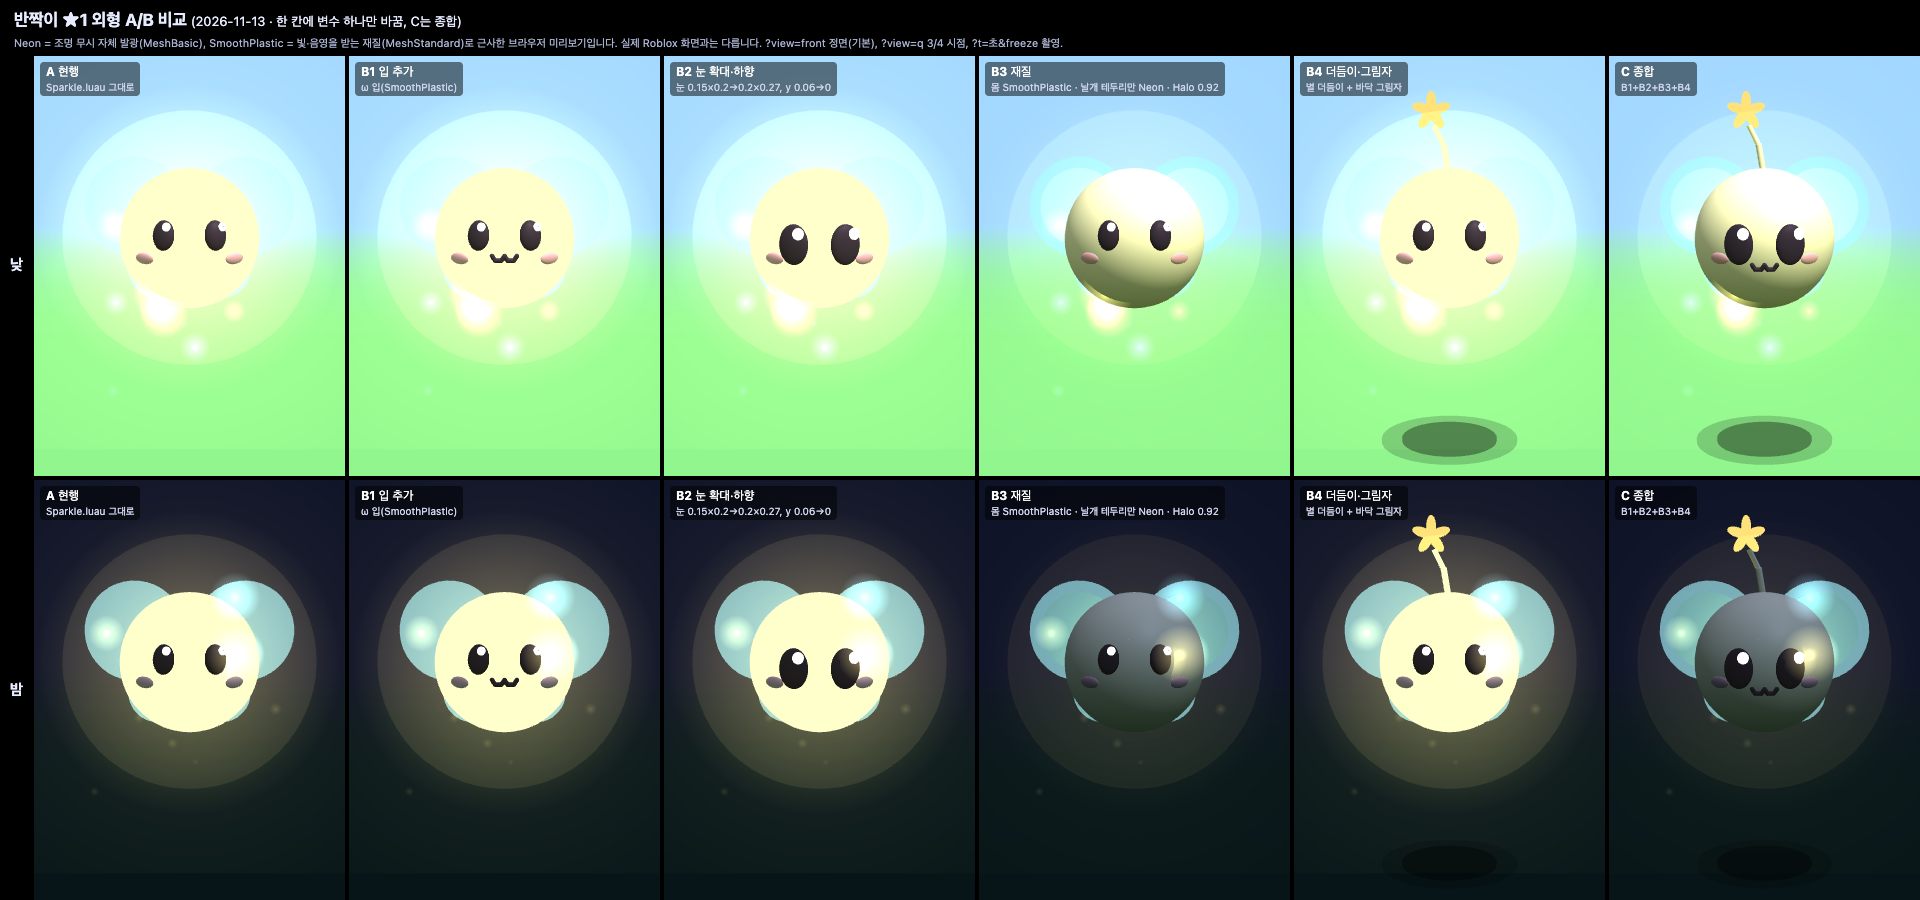 반짝이 ★1 외형 A/B 비교 (2026-11-13 · 한 칸에 변수 하나만 바꿈, C는 종합)
Neon = 조명 무시 자체 발광(MeshBasic), SmoothPlastic = 빛·음영을 받는 재질(MeshStandard)로 근사한 브라우저 미리보기입니다. 실제 Roblox 화면과는 다릅니다. ?view=front 정면(기본), ?view=q 3/4 시점, ?t=초&freeze 촬영.
낮
A 현행
Sparkle.luau 그대로
B1 입 추가
ω 입(SmoothPlastic)
B2 눈 확대·하향
눈 0.15×0.2→0.2×0.27, y 0.06→0
B3 재질
몸 SmoothPlastic · 날개 테두리만 Neon · Halo 0.92
B4 더듬이·그림자
별 더듬이 + 바닥 그림자
C 종합
B1+B2+B3+B4
밤
A 현행
Sparkle.luau 그대로
B1 입 추가
ω 입(SmoothPlastic)
B2 눈 확대·하향
눈 0.15×0.2→0.2×0.27, y 0.06→0
B3 재질
몸 SmoothPlastic · 날개 테두리만 Neon · Halo 0.92
B4 더듬이·그림자
별 더듬이 + 바닥 그림자
C 종합
B1+B2+B3+B4